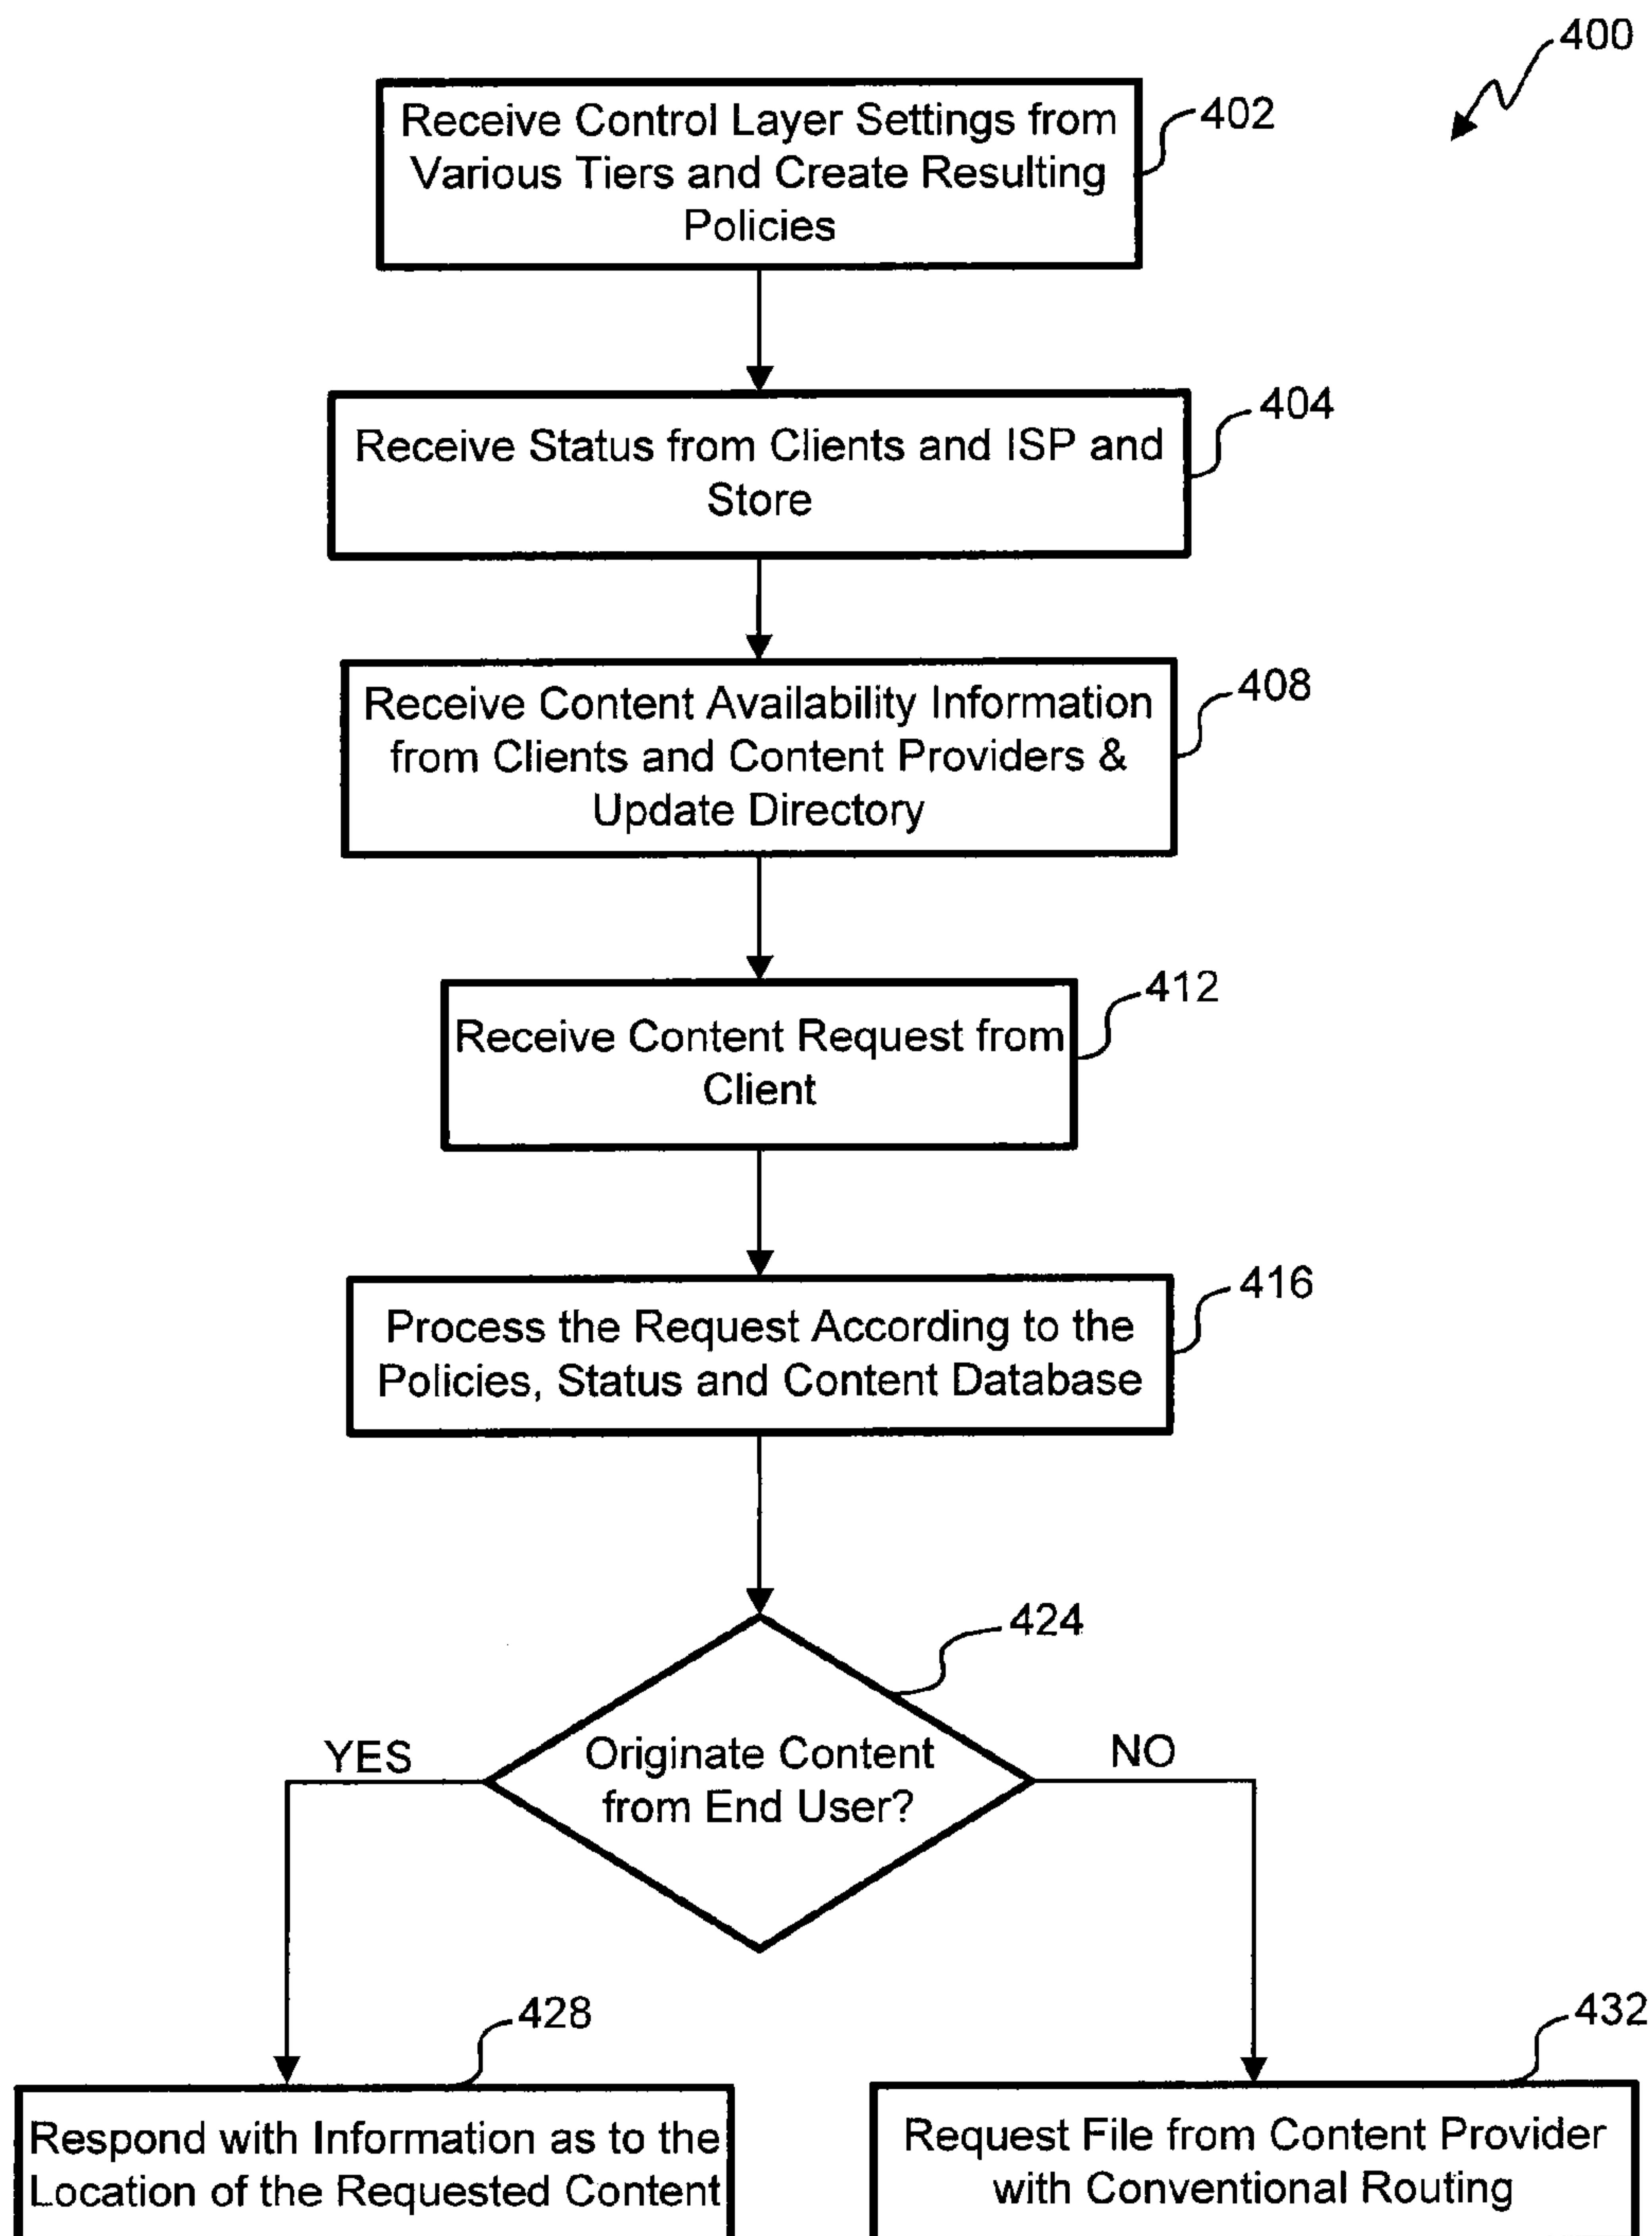 400
Receive Control Layer Settings from
Various Tiers and Create Resulting
Policies
402
Receive Status from Clients and ISP and
Store
404
Receive Content Availability Information
from Clients and Content Providers &
Update Directory
408
Receive Content Request from
Client
412
Process the Request According to the
Policies, Status and Content Database
416
424
Originate Content
from End User?
YES
NO
428
Respond with Information as to the
Location of the Requested Content
432
Request File from Content Provider
with Conventional Routing